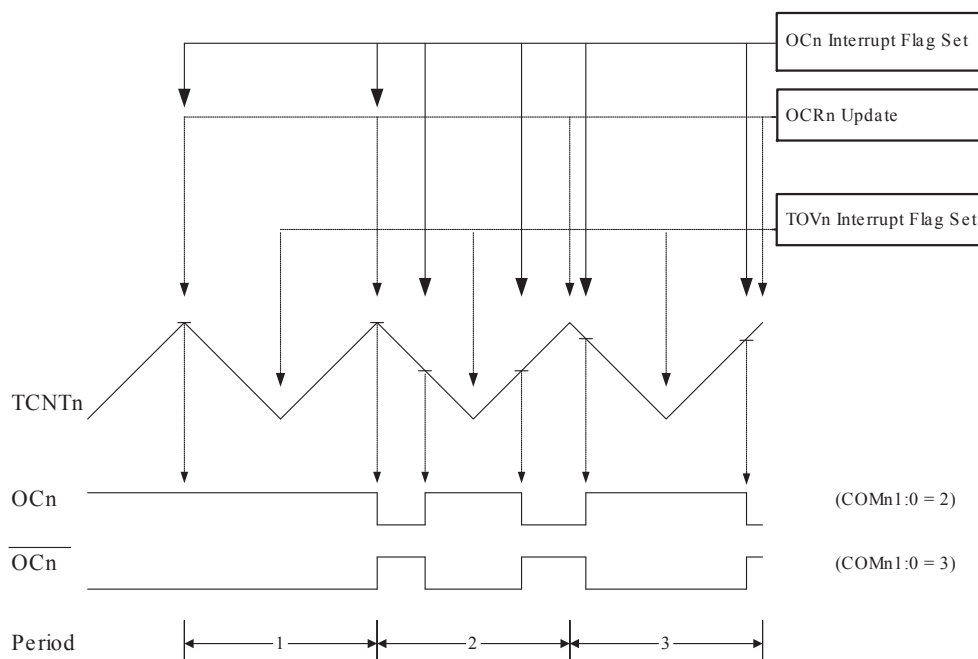 OCn Interrupt Flag Set
OCRn Update
TOVn Interrupt Flag Set
TCNTn
OCn
(COMn1:0 = 2)
OCn
(COMn1:0 = 3)
Period
1
2
3